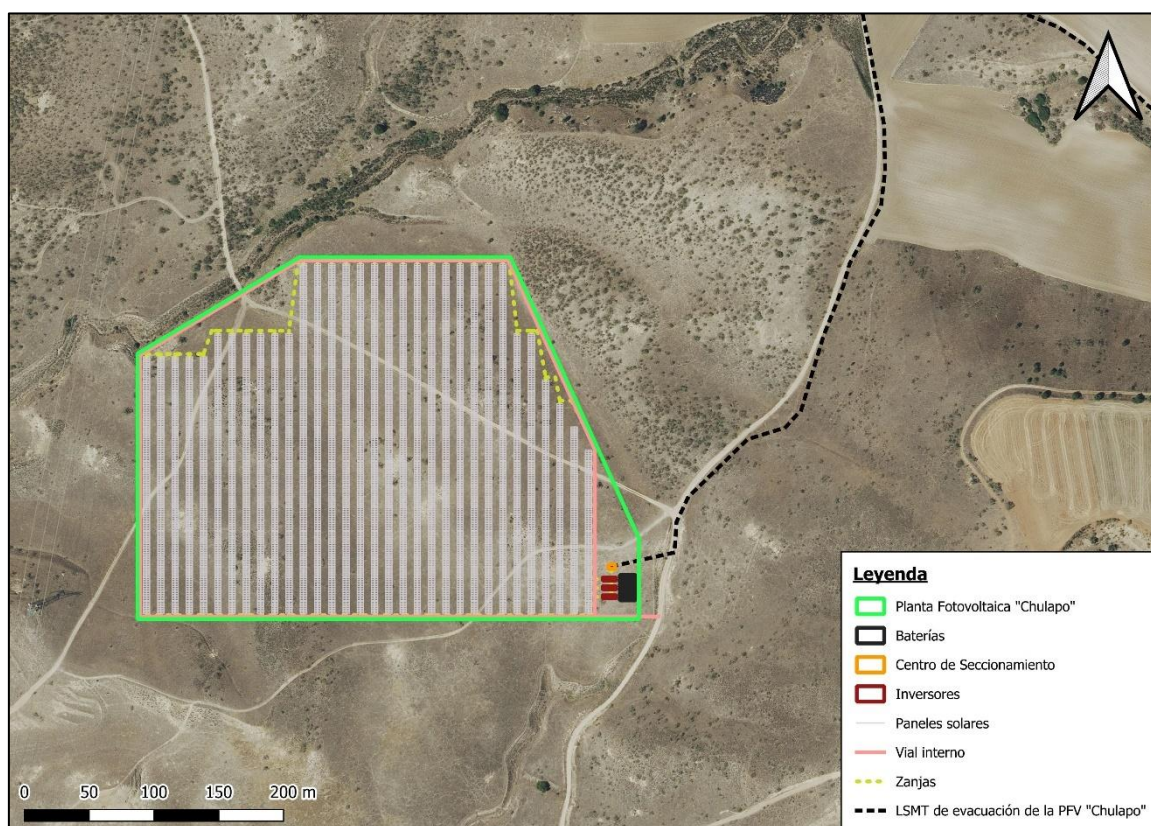 Leyenda
Planta Fotovoltaica "Chulapo"
Baterías
Centro de Seccionamiento
Inversores
Paneles solares
Vial interno
Zanjas
LSMT de evacuación de la PFV "Chulapo"
0 50 100 150 200 m